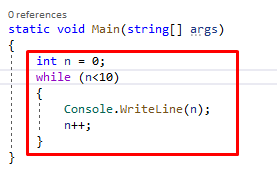 0 references
static void Main(string[] args)
{
int n = 0;
while (n<10)
{
Console.WriteLine(n);
n++;
}
}